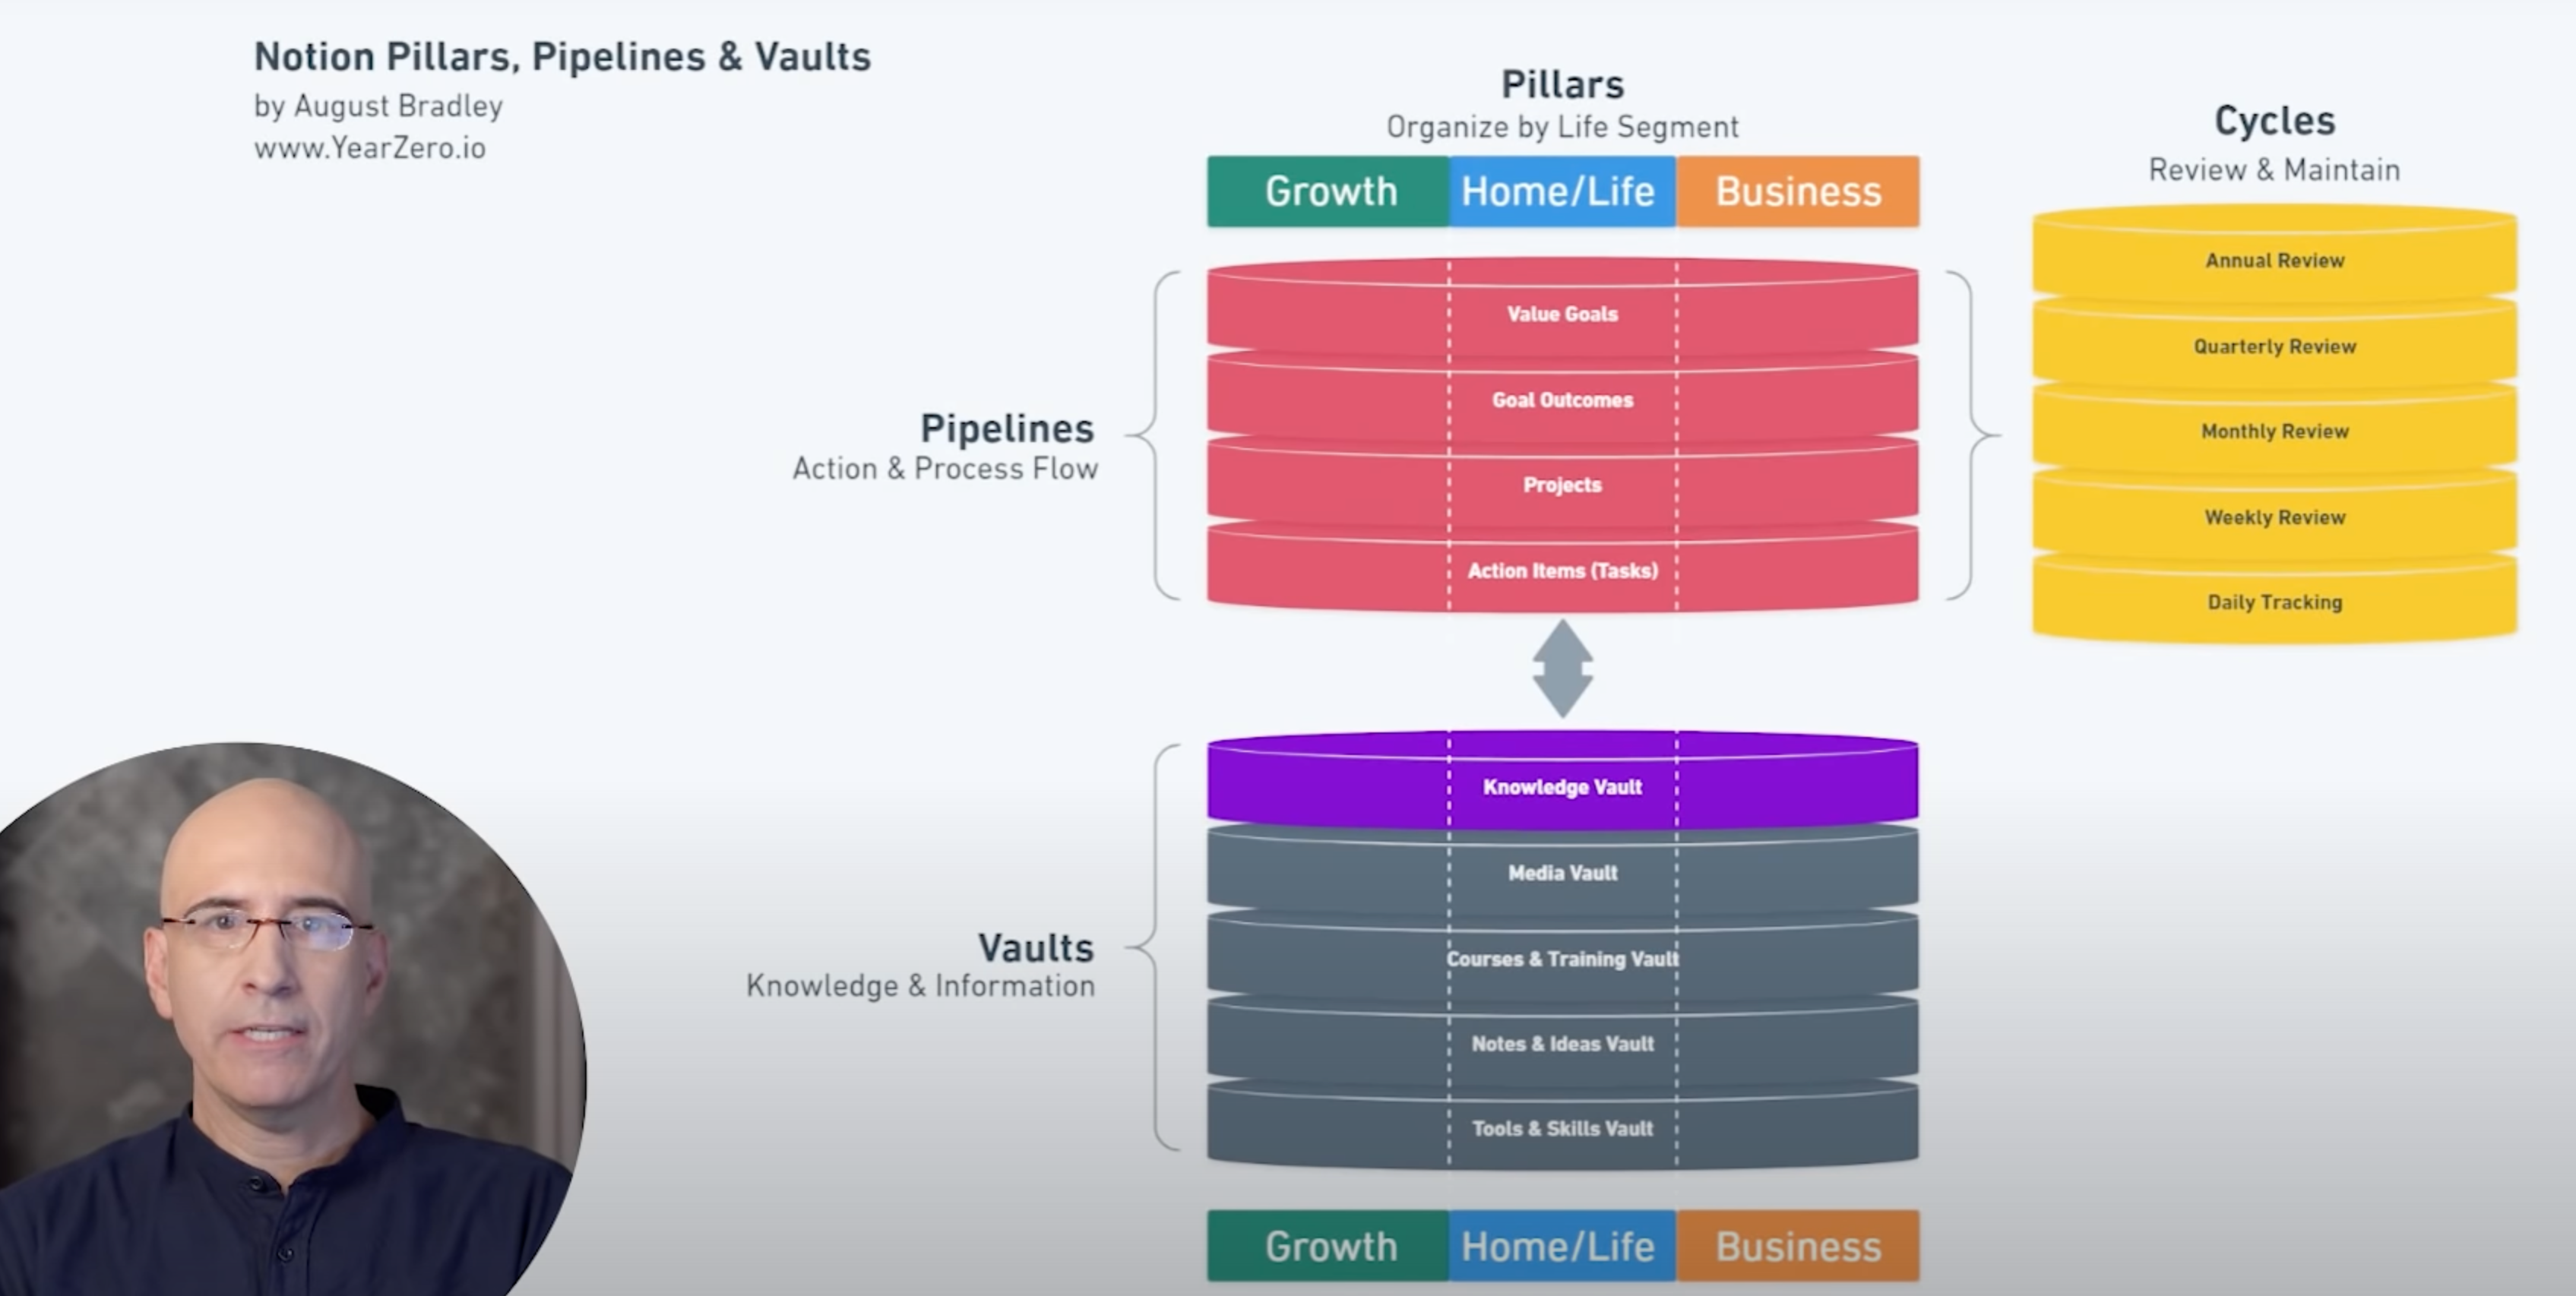 Notion Pillars, Pipelines & Vaults
by August Bradley
www.YearZero.io
Pillars
Organize by Life Segment
Growth
Home/Life
Business
Cycles
Review & Maintain
Pipelines
Action & Process Flow
Value Goals
Goal Outcomes
Projects
Action Items (Tasks)
Annual Review
Quarterly Review
Monthly Review
Weekly Review
Daily Tracking
Vaults
Knowledge & Information
Knowledge Vault
Media Vault
Courses & Training Vault
Notes & Ideas Vault
Tools & Skills Vault
Growth
Home/Life
Business